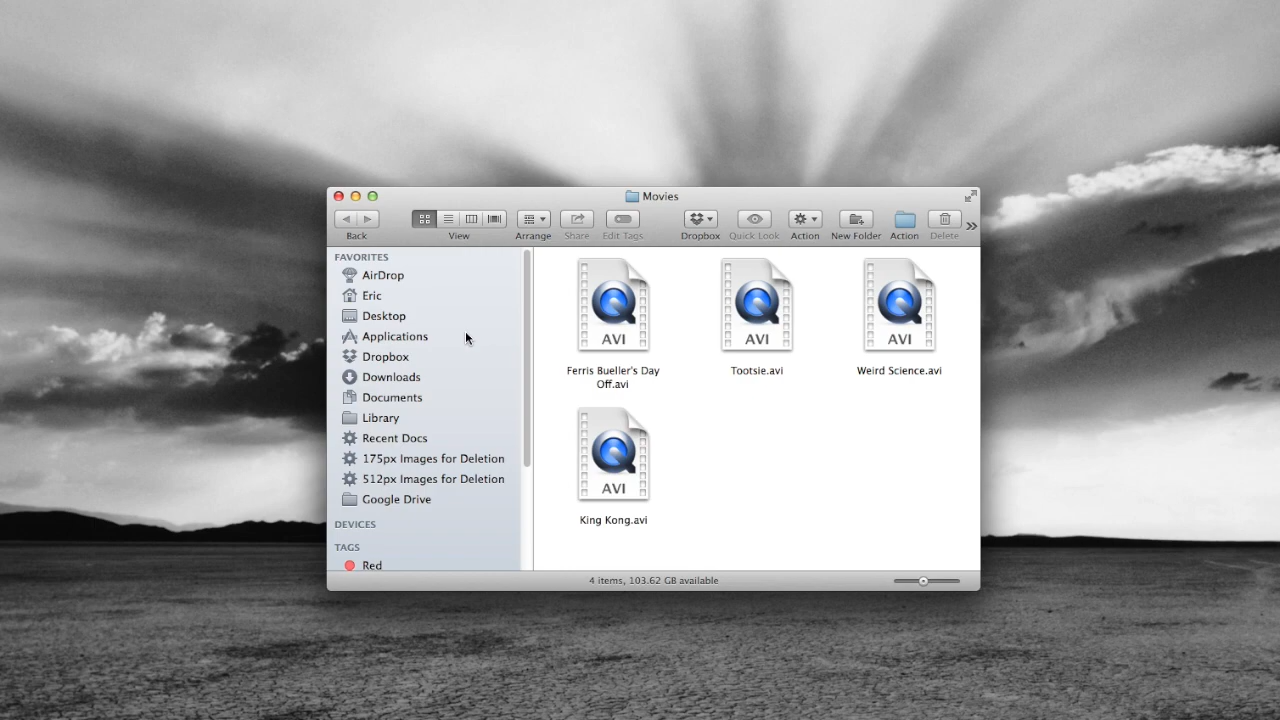 Movies
Back
View
Arrange
Share
Edit Tags
Dropbox
Quick Look
Action
New Folder
Action
Delete
FAVORITES
AirDrop
Eric
Desktop
Applications
Dropbox
Downloads
Documents
Library
Recent Docs
175px Images for Deletion
512px Images for Deletion
Google Drive
DEVICES
TAGS
Red
AVI
Ferris Bueller's Day
Off.avi
AVI
Tootsie.avi
AVI
Weird Science.avi
AVI
King Kong.avi
4 items, 103.62 GB available